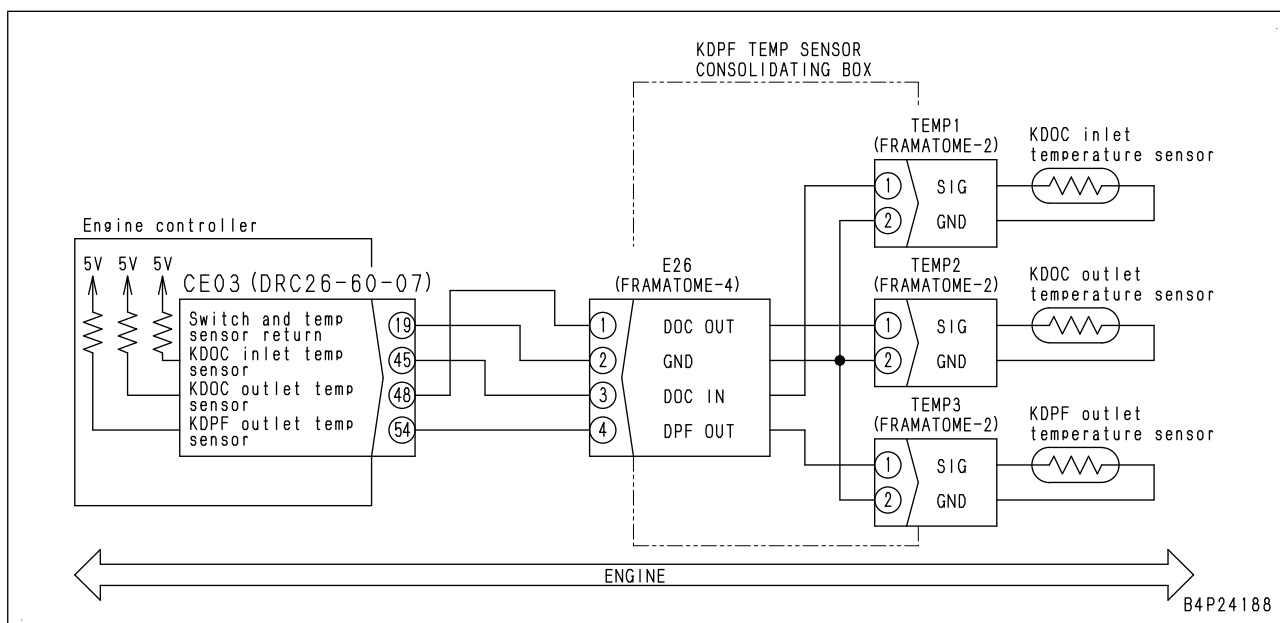 KDPF TEMP SENSOR
CONSOLIDATING BOX
Engine controller
5V
5V
5V
CE03 (DRC26-60-07)
Switch and temp
sensor return
KDOC inlet temp
sensor
KDOC outlet temp
sensor
KDPF outlet temp
sensor
19
45
48
54
E26
(FRAMATOME-4)
1
2
3
4
DOC OUT
GND
DOC IN
DPF OUT
TEMP1
(FRAMATOME-2)
1
SIG
2
GND
KDOC inlet
temperature sensor
TEMP2
(FRAMATOME-2)
1
SIG
2
GND
KDOC outlet
temperature sensor
TEMP3
(FRAMATOME-2)
1
SIG
2
GND
KDPF outlet
temperature sensor
ENGINE
B4P24188